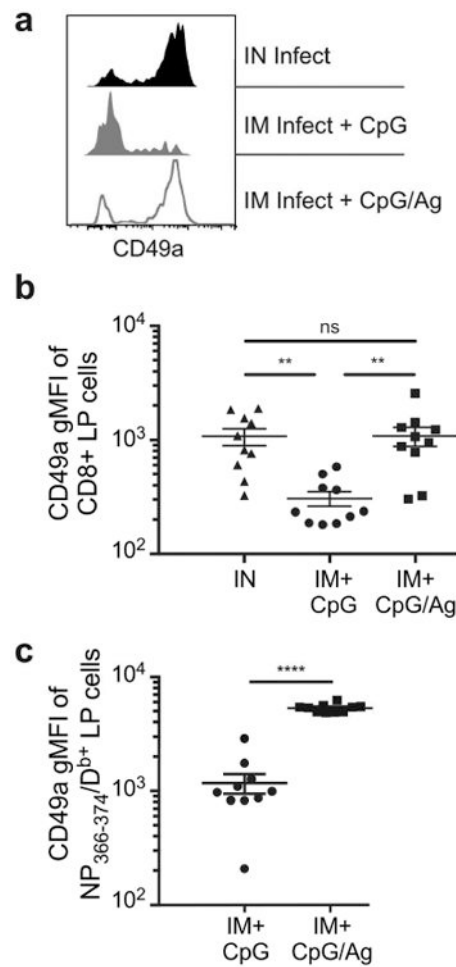 a
IN Infect
IM Infect + CpG
IM Infect + CpG/Ag
CD49a
b
CD49a gMFI of
CD8+ LP cells
10⁴
10³
10²
ns
**
**
IN
IM+
CpG
IM+
CpG/Ag
c
CD49a gMFI of
NP₃₆₆₋₃₇₄/Dᵇ⁺ LP cells
10⁴
10³
10²
****
IM+
CpG
IM+
CpG/Ag